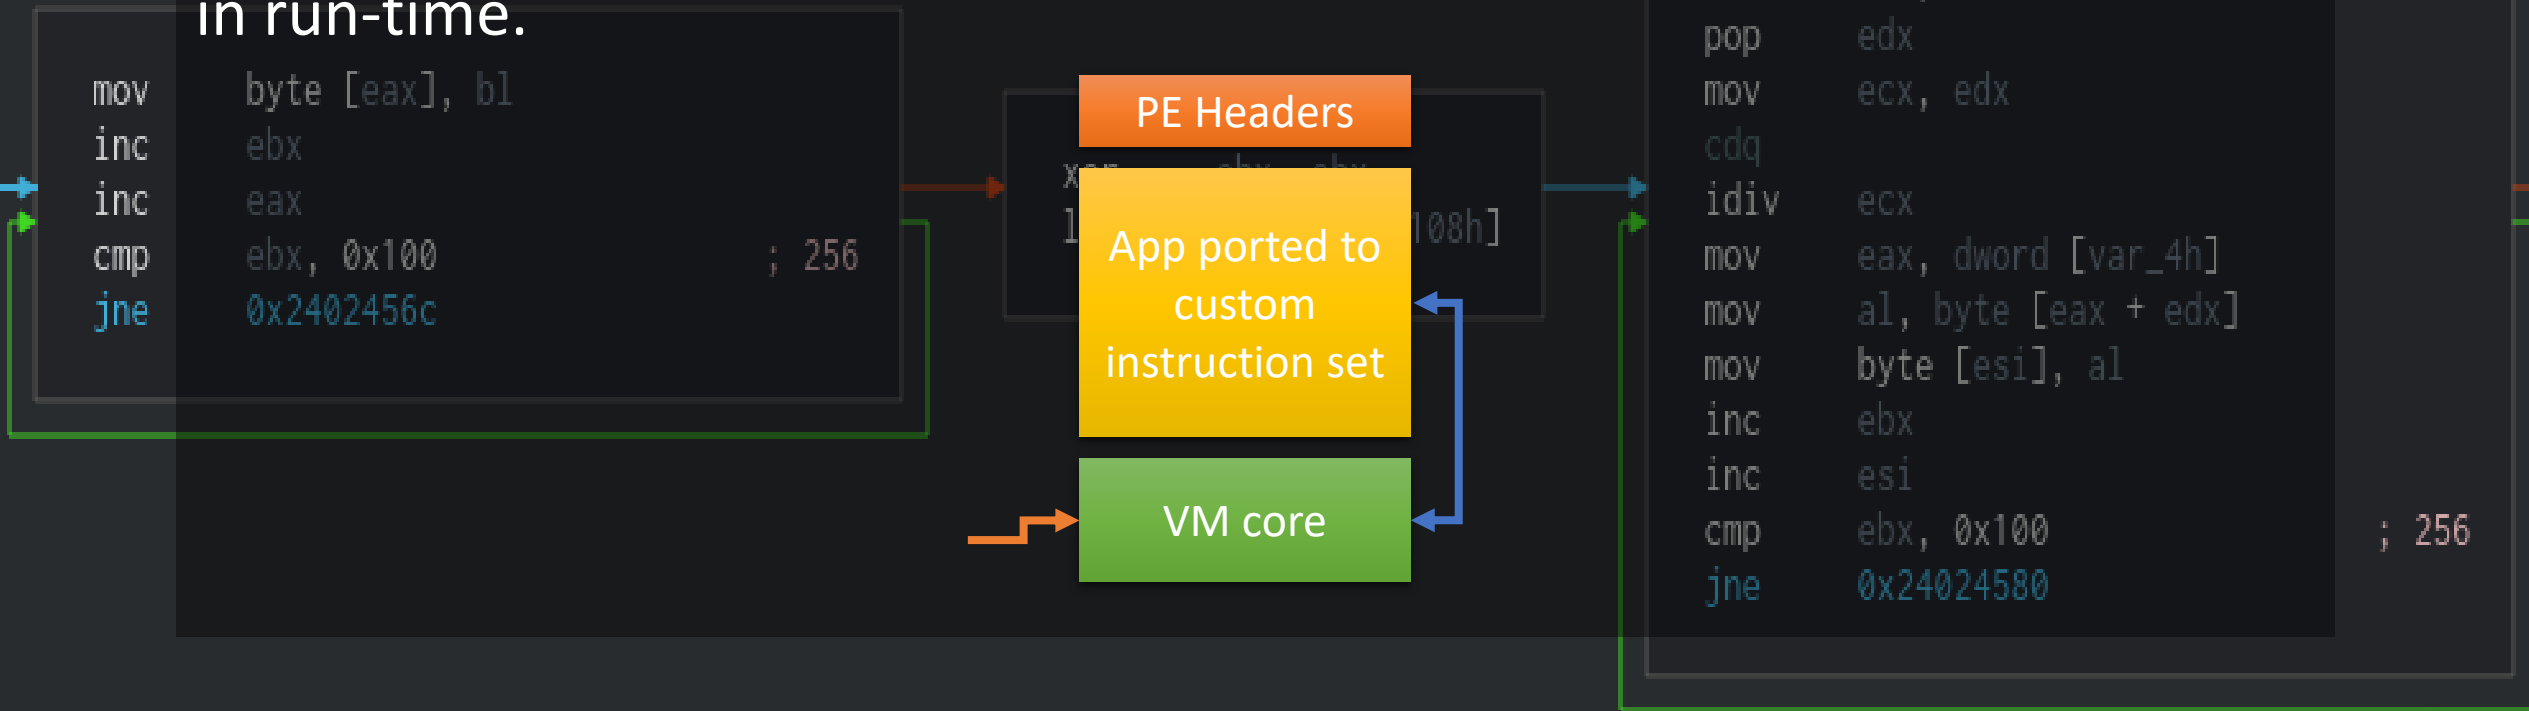 in run-time.
mov byte [eax], bl
inc ebx
inc eax
cmp ebx, 0x100 ; 256
jne 0x2402456c
PE Headers
App ported to
custom
instruction set
VM core
108h]
pop edx
mov ecx, edx
cdq
idiv ecx
mov eax, dword [var_4h]
mov al, byte [eax + edx]
mov byte [esi], al
inc ebx
inc esi
cmp ebx, 0x100 ; 256
jne 0x24024580